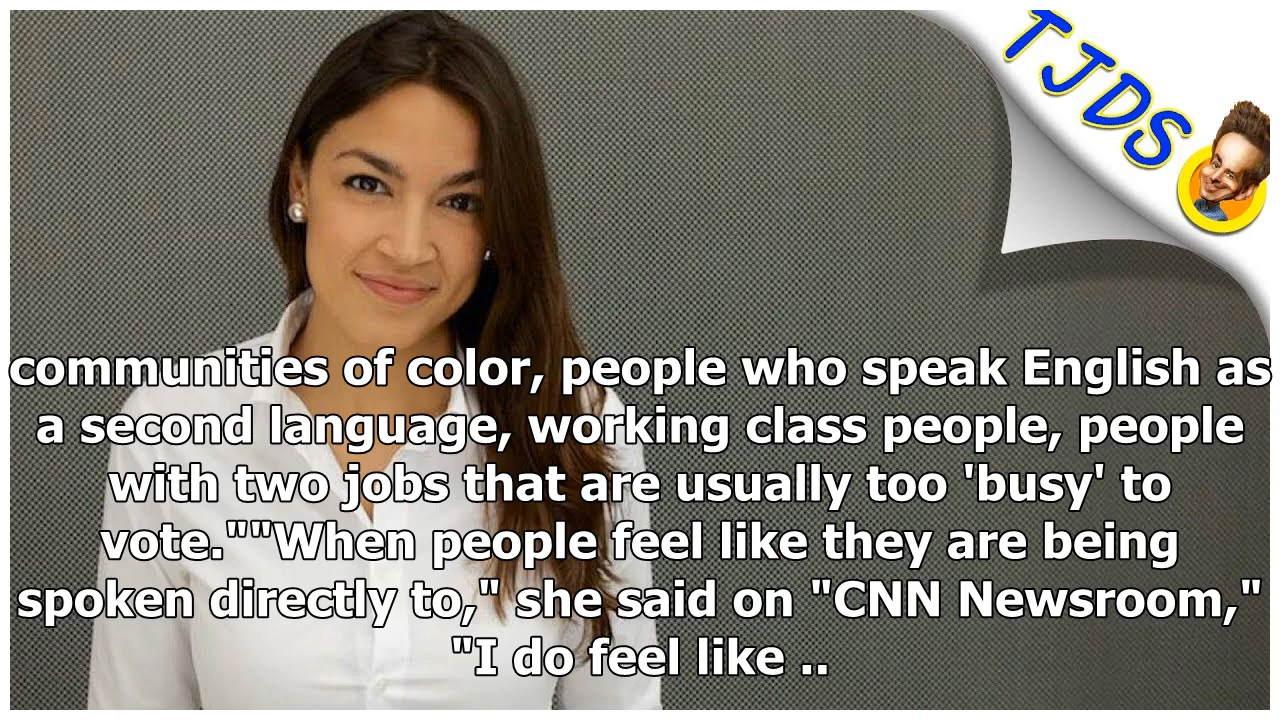 TJDS
communities of color, people who speak English as
a second language, working class people, people
with two jobs that are usually too 'busy' to
vote.""When people feel like they are being
spoken directly to," she said on "CNN Newsroom,"
"I do feel like ..